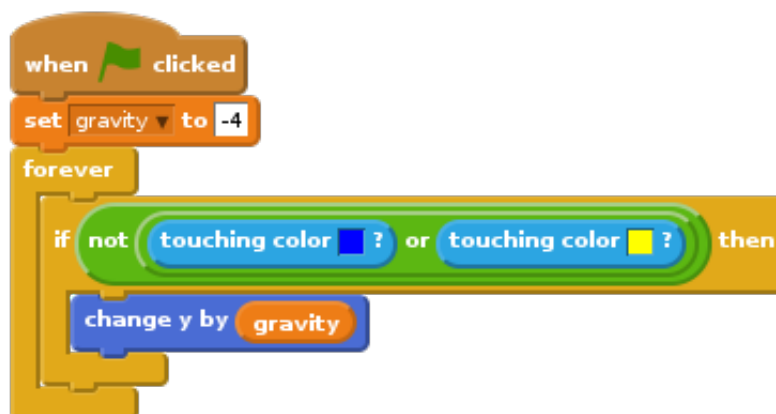 when clicked
set gravity to -4
forever
if not touching color ? or touching color ? then
change y by gravity